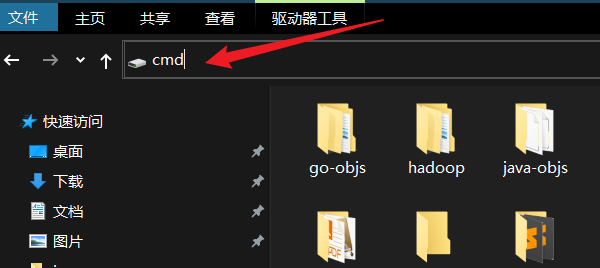 文件 主页 共享 查看 驱动器工具
cmd
快速访问
桌面
下载
文档
图片
go-objs hadoop java-objs